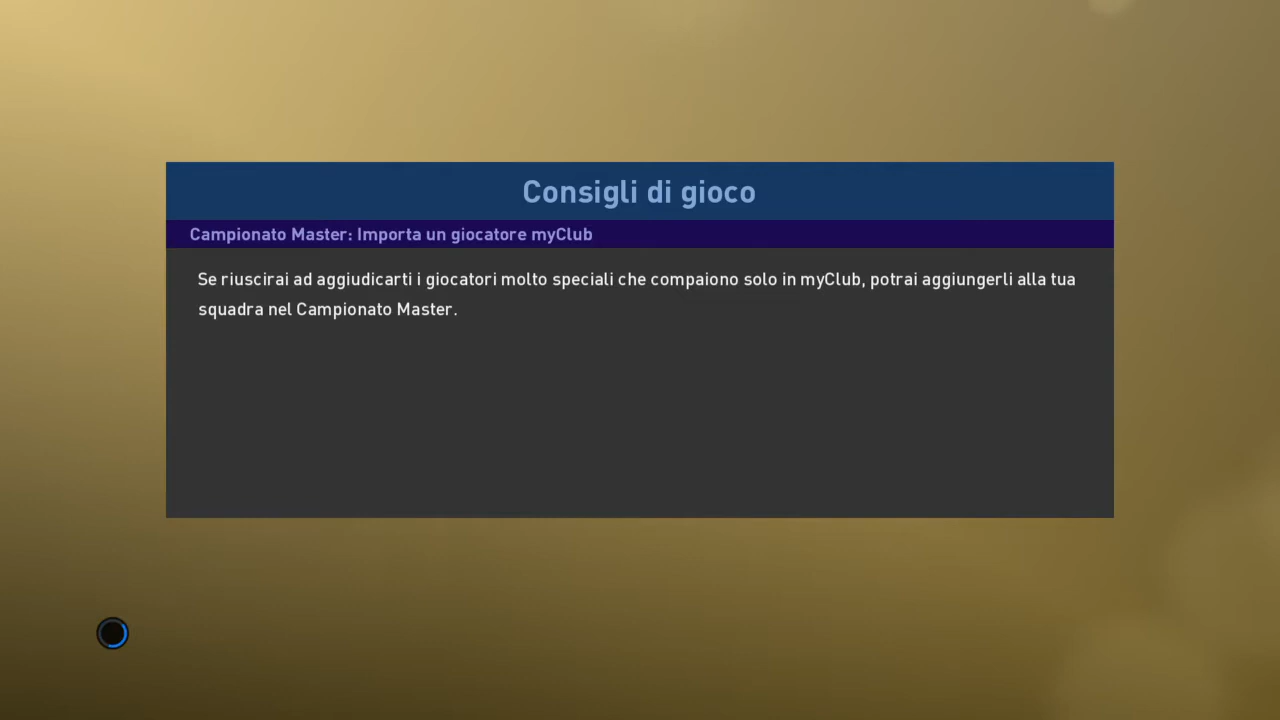 Consigli di gioco
Campionato Master: Importa un giocatore myClub
Se riuscirai ad aggiudicarti i giocatori molto speciali che compaiono solo in myClub, potrai aggiungerli alla tua
squadra nel Campionato Master.